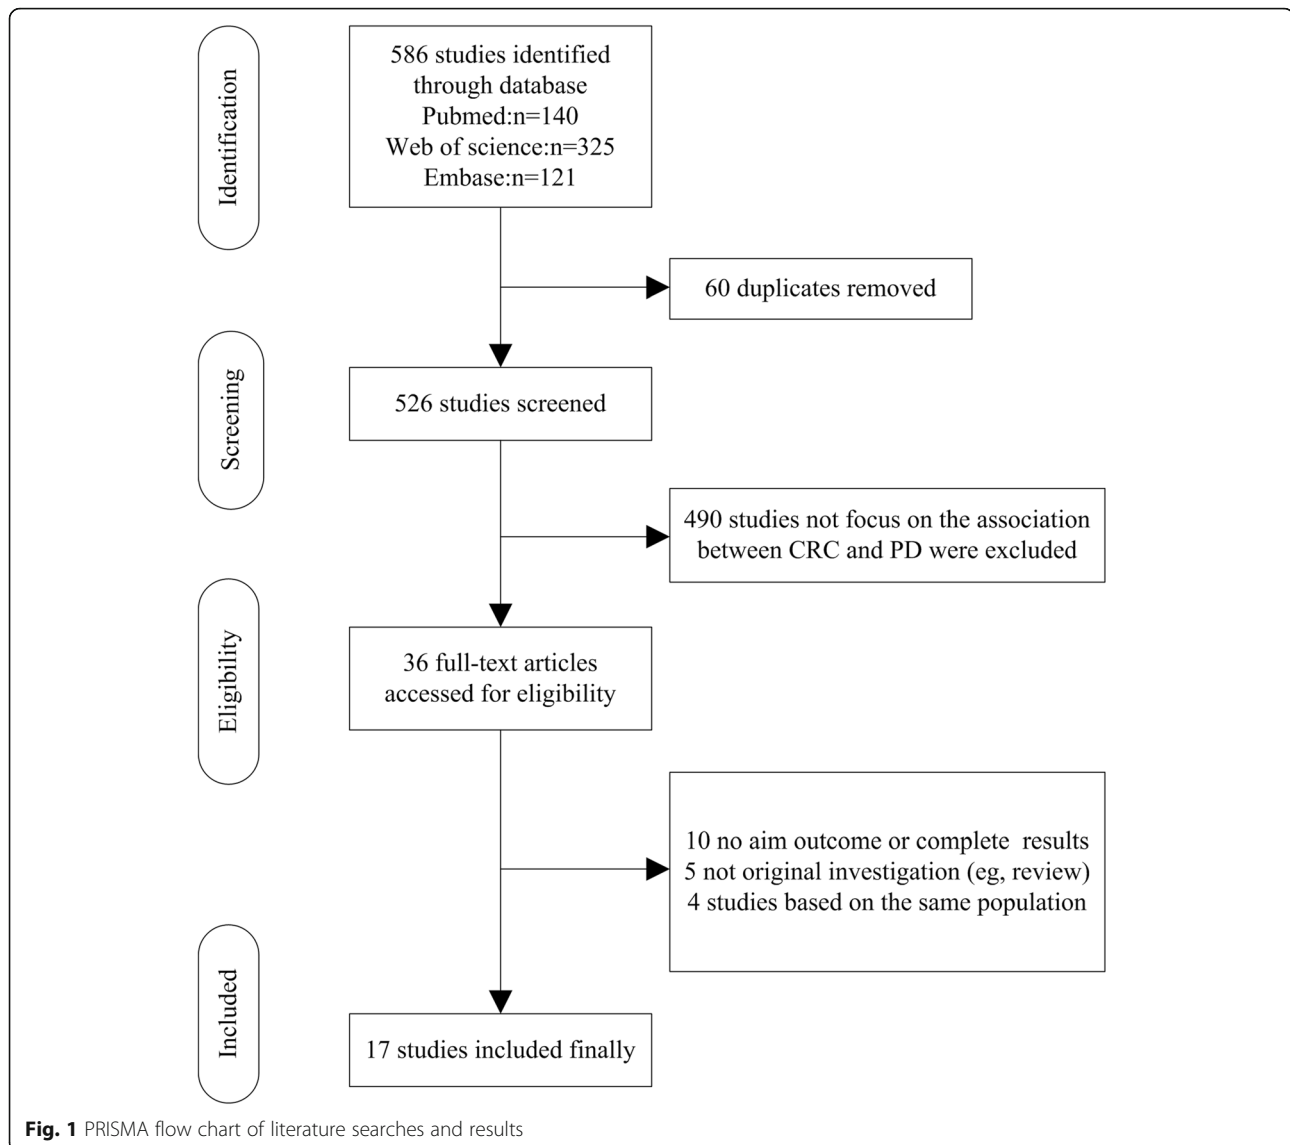 Identification
586 studies identified
through database
Pubmed:n=140
Web of science:n=325
Embase:n=121
60 duplicates removed
Screening
526 studies screened
490 studies not focus on the association
between CRC and PD were excluded
Eligibility
36 full-text articles
accessed for eligibility
10 no aim outcome or complete results
5 not original investigation (eg, review)
4 studies based on the same population
Included
17 studies included finally
Fig. 1 PRISMA flow chart of literature searches and results